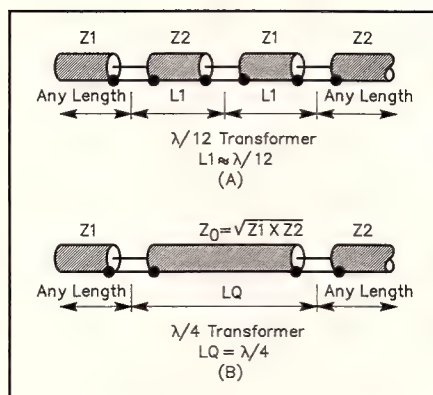 Z1 Z2 Z1 Z2
Any Length L1 L1 Any Length
λ/12 Transformer
L1≈λ/12
(A)
Z₀=√Z1 X Z2
Z1 Z2
Any Length LQ Any Length
λ/4 Transformer
LQ = λ/4
(B)